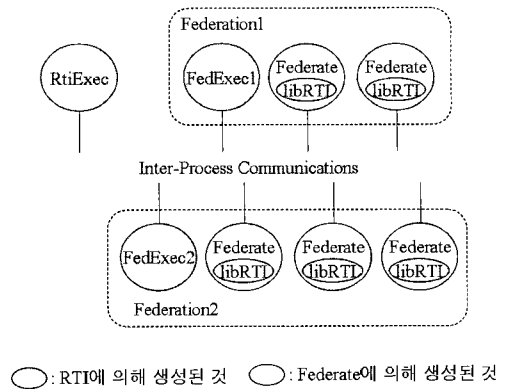 Federation1
RtiExec
FedExec1
Federate
libRTI
Federate
libRTI
Inter-Process Communications
FedExec2
Federate
libRTI
Federate
libRTI
Federate
libRTI
Federation2
: RTI에 의해 생성된 것
: Federate에 의해 생성된 것